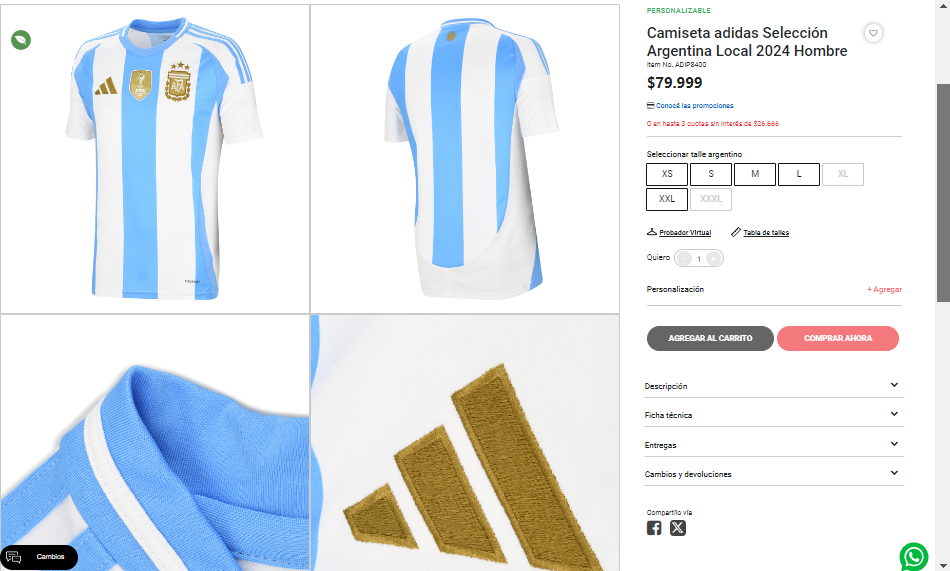 PERSONALIZABLE
Camiseta adidas Selección
Argentina Local 2024 Hombre
Item No. ADIP8400
$79.999
Conocé las promociones
O en hasta 3 cuotas sin interés de $26.666
Seleccionar talle argentino
XS S M L XL
XXL XXXL
Probador Virtual Tabla de talles
Quiero - 1 +
Personalización + Agregar
AGREGAR AL CARRITO COMPRAR AHORA
Descripción
Ficha técnica
Entregas
Cambios y devoluciones
Compartilo vía
Cambios
AFA